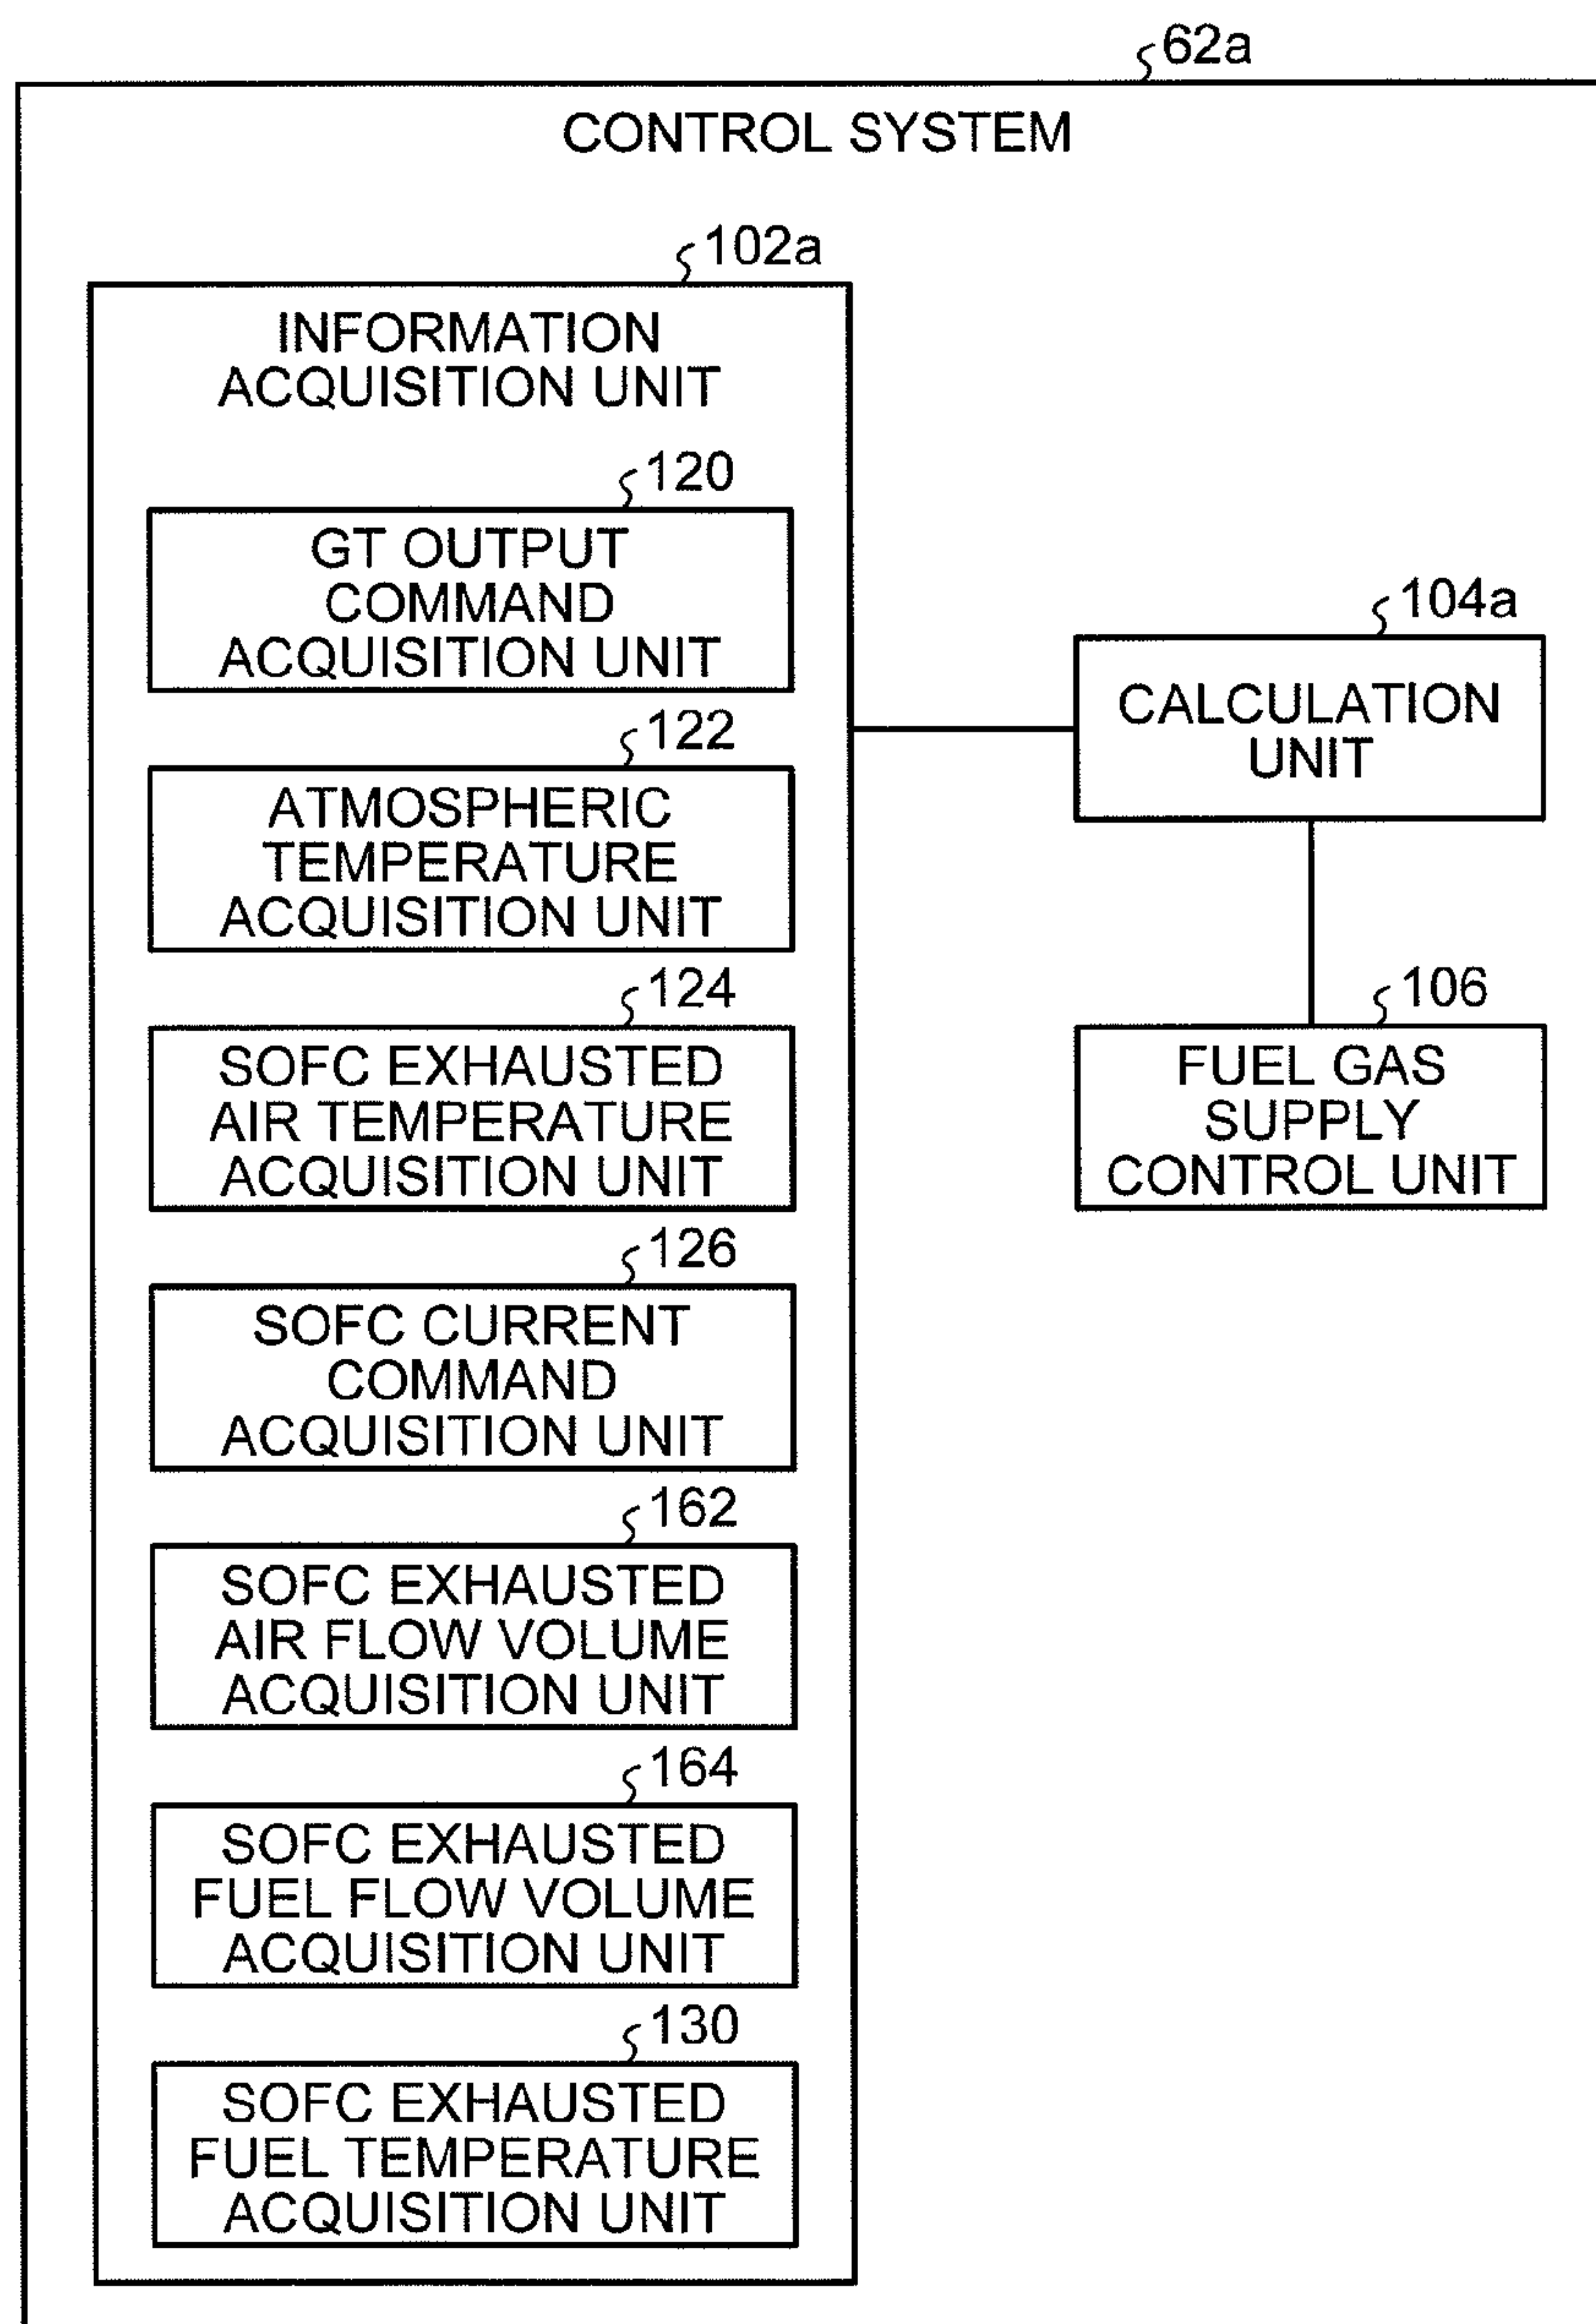 62a
CONTROL SYSTEM
102a
INFORMATION
ACQUISITION UNIT
120
GT OUTPUT
COMMAND
ACQUISITION UNIT
122
ATMOSPHERIC
TEMPERATURE
ACQUISITION UNIT
124
SOFC EXHAUSTED
AIR TEMPERATURE
ACQUISITION UNIT
126
SOFC CURRENT
COMMAND
ACQUISITION UNIT
162
SOFC EXHAUSTED
AIR FLOW VOLUME
ACQUISITION UNIT
164
SOFC EXHAUSTED
FUEL FLOW VOLUME
ACQUISITION UNIT
130
SOFC EXHAUSTED
FUEL TEMPERATURE
ACQUISITION UNIT
104a
CALCULATION
UNIT
106
FUEL GAS
SUPPLY
CONTROL UNIT